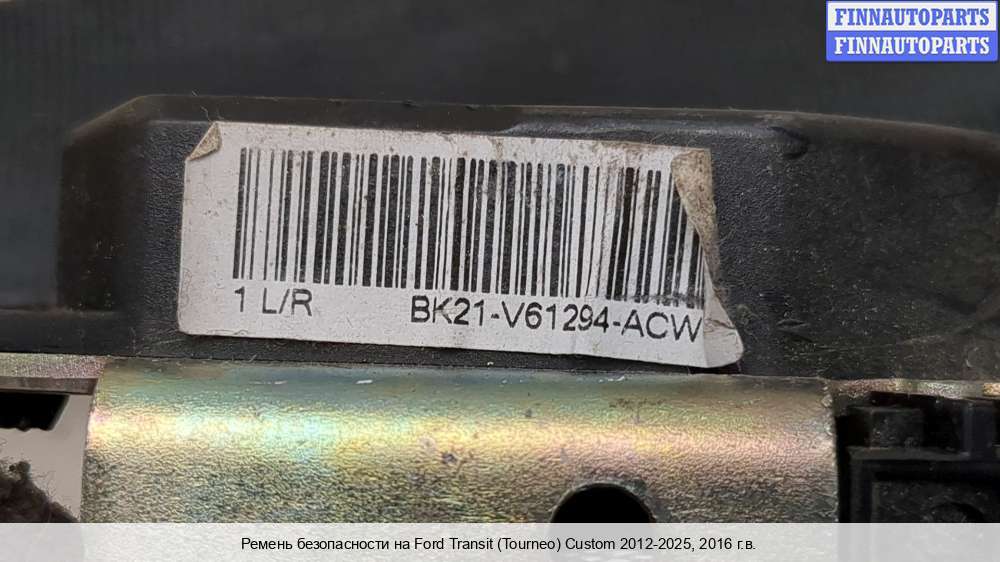 FINNAUTOPARTS
FINNAUTOPARTS
1 L/R BK21-V61294-ACW
Ремень безопасности на Ford Transit (Tourneo) Custom 2012-2025, 2016 г.в.